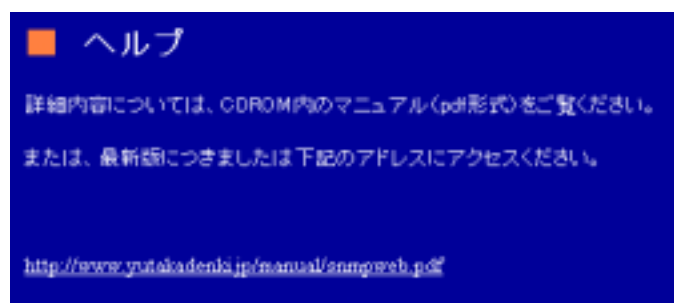 ヘルプ
詳細内容については、CDROM内のマニュアル(pdf形式)をご覧ください。
または、最新版につきましたは下記のアドレスにアクセスください。
http://www.yutakadenki.jp/manual/snmpweb.pdf